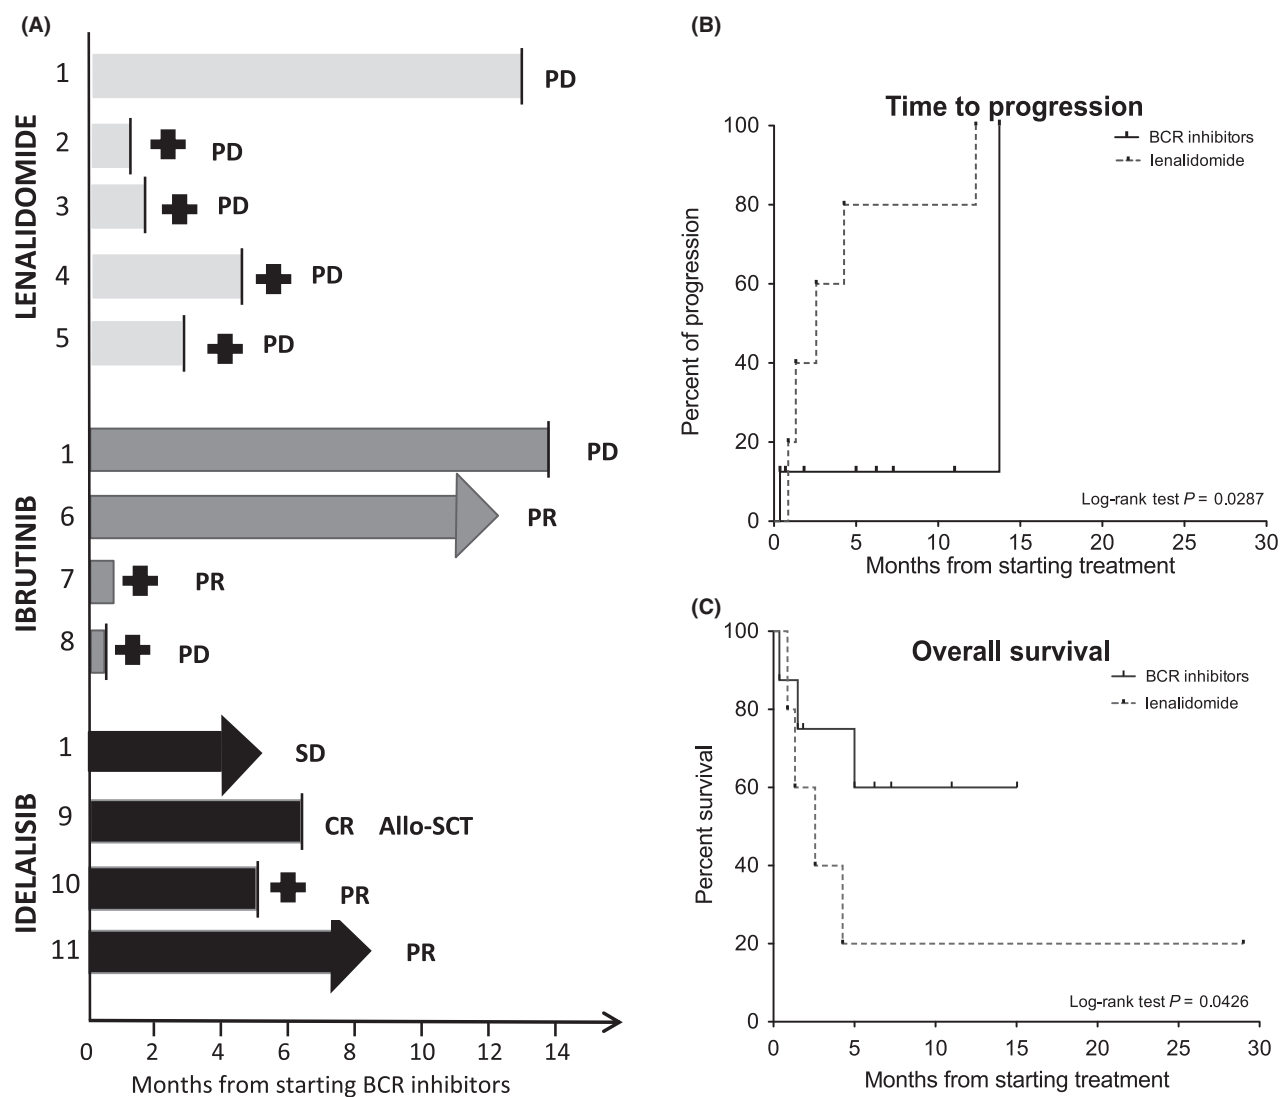 (A)
LENALIDOMIDE
1 PD
2 PD
3 PD
4 PD
5 PD
IBRUTINIB
1 PD
6 PR
7 PR
8 PD
IDELALISIB
1 SD
9 CR Allo-SCT
10 PR
11 PR
0 2 4 6 8 10 12 14
Months from starting BCR inhibitors
(B)
Time to progression
BCR inhibitors
lenalidomide
Percent of progression
100
80
60
40
20
0
Log-rank test P = 0.0287
0 5 10 15 20 25 30
Months from starting treatment
(C)
Overall survival
BCR inhibitors
lenalidomide
Percent survival
100
80
60
40
20
0
Log-rank test P = 0.0426
0 5 10 15 20 25 30
Months from starting treatment